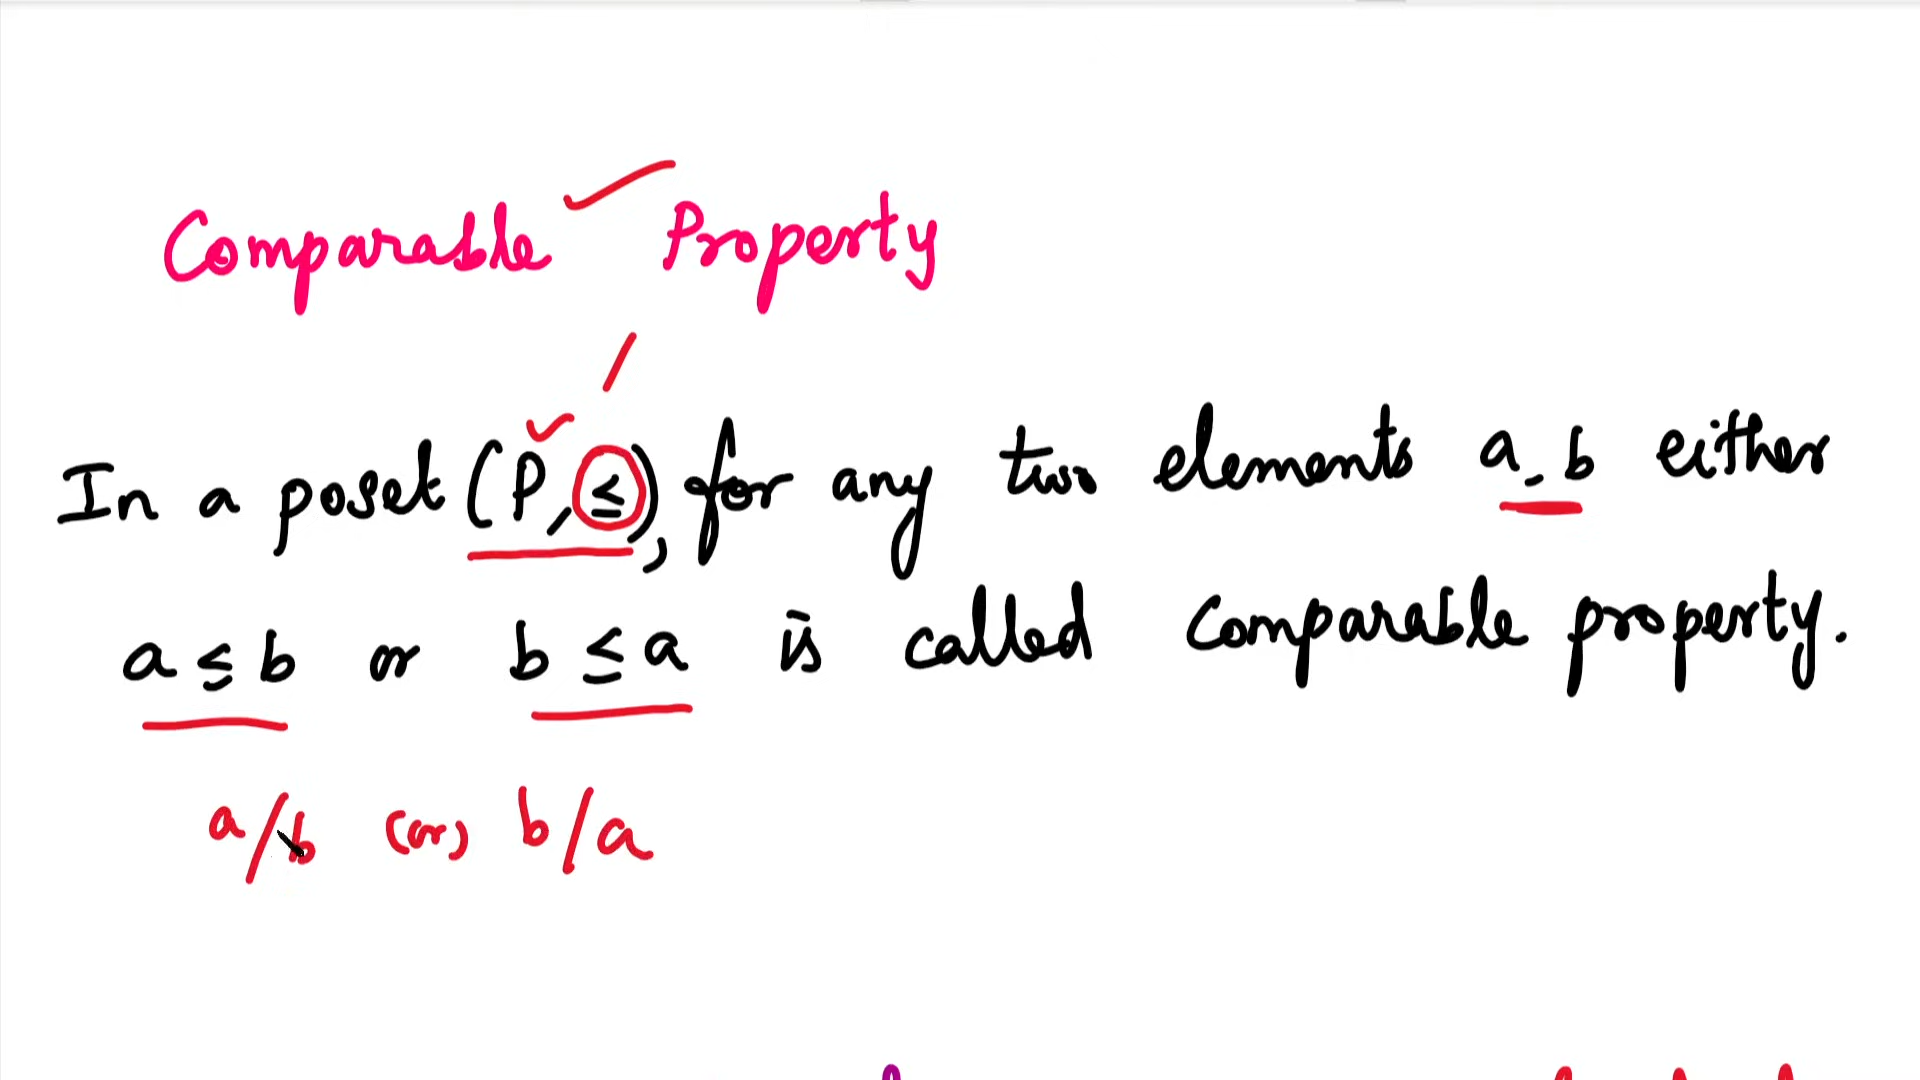 Comparable Property
In a poset (P, ≤), for any two elements a, b either
a ≤ b or b ≤ a is called comparable property.
a/b (or) b/a